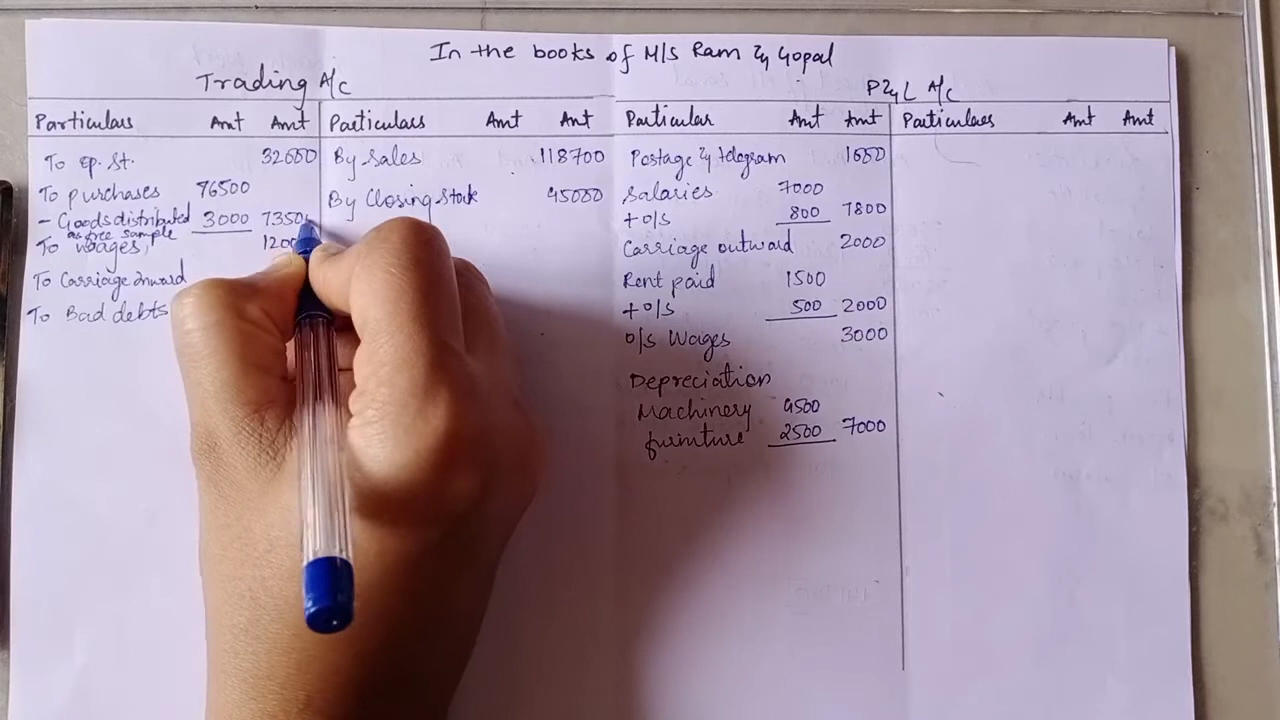 In the books of M/S Ram & Gopal
Trading A/c
Particulars Amt Amt Particulars Amt Amt
To op. St. 32000 By Sales 118700
To purchases 76500 By Closing Stock 45000
- Goods distributed 3000 7350
as free sample
To wages, 120
To Carriage Inward
To Bad debts
P & L A/c
Particular Amt Amt Particulars Amt Amt
Postage & telegram
Salaries 7000
+ o/s 800 7800
Carriage outward 2000
Rent paid 1500
+ o/s 500 2000
o/s Wages 3000
Depreciation
Machinery 4500
furniture 2500 7000